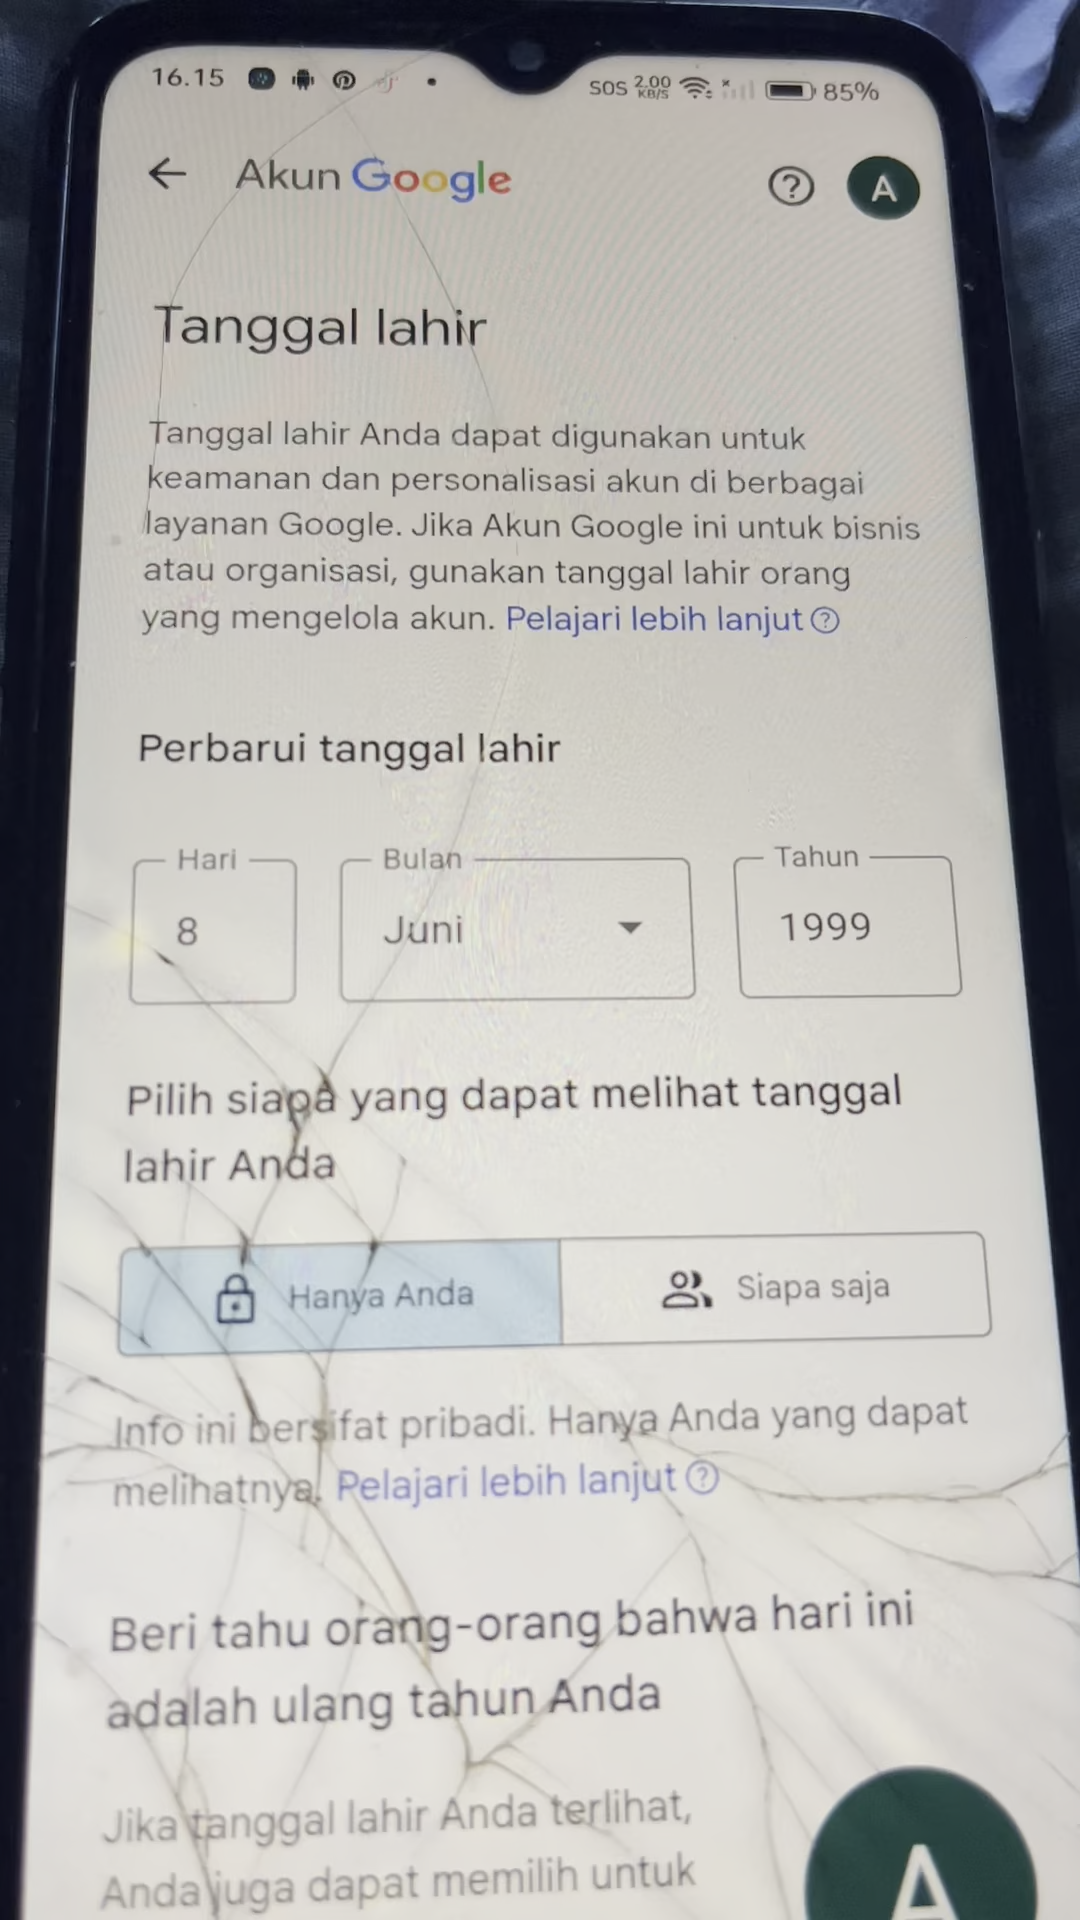 16.15
SOS 2.00 KB/S 85%
Akun Google
A
Tanggal lahir
Tanggal lahir Anda dapat digunakan untuk
keamanan dan personalisasi akun di berbagai
layanan Google. Jika Akun Google ini untuk bisnis
atau organisasi, gunakan tanggal lahir orang
yang mengelola akun. Pelajari lebih lanjut
Perbarui tanggal lahir
Hari Bulan Tahun
8 Juni 1999
Pilih siapa yang dapat melihat tanggal
lahir Anda
Hanya Anda Siapa saja
Info ini bersifat pribadi. Hanya Anda yang dapat
melihatnya. Pelajari lebih lanjut
Beri tahu orang-orang bahwa hari ini
adalah ulang tahun Anda
Jika tanggal lahir Anda terlihat,
Anda juga dapat memilih untuk
A